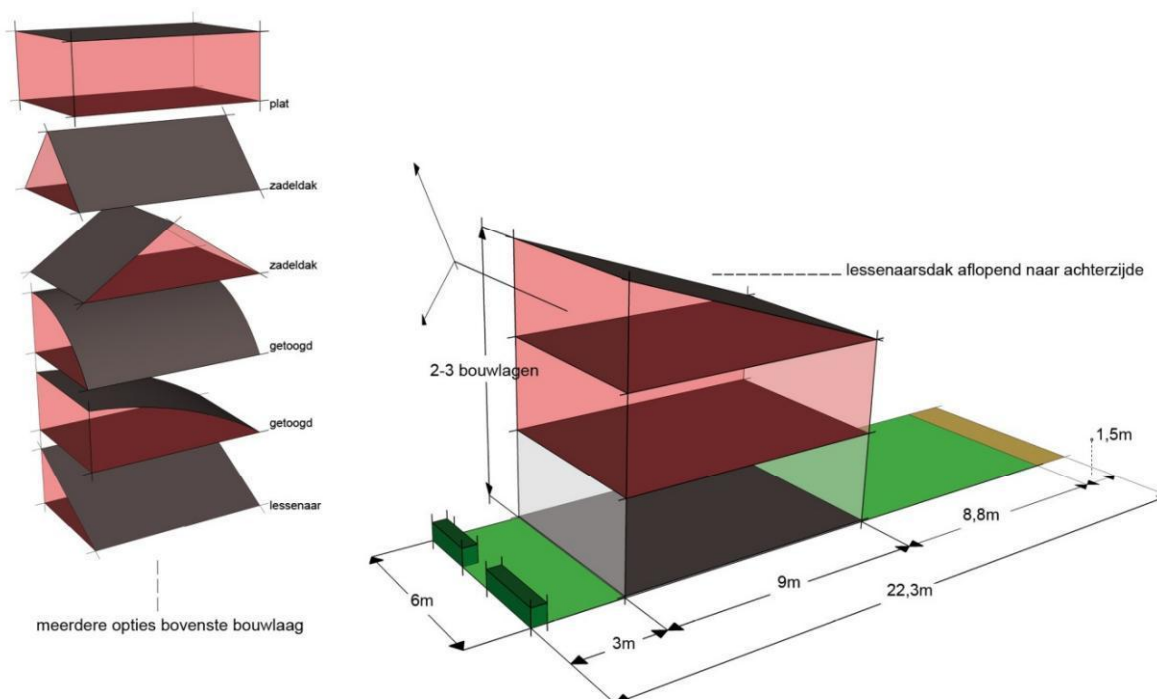 plat
zadeldak
zadeldak
getoogd
getoogd
lessenaar
meerdere opties bovenste bouwlaag
lessenaarsdak aflopend naar achterzijde
2-3 bouwlagen
1,5m
8,8m
9m
22,3m
6m
3m